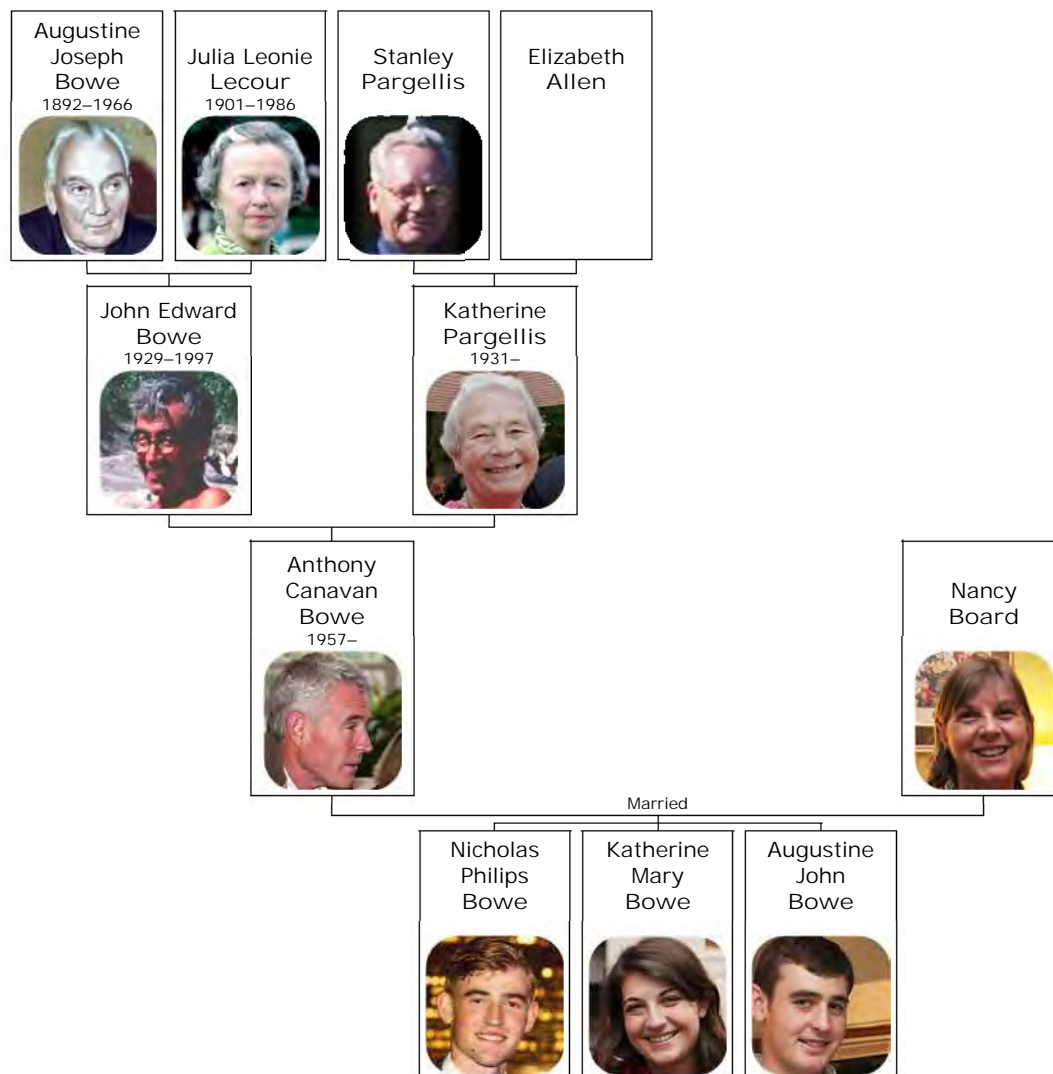 Augustine
Joseph
Bowe
1892–1966
Julia Leonie
Lecour
1901–1986
Stanley
Pargellis
Elizabeth
Allen
John Edward
Bowe
1929–1997
Katherine
Pargellis
1931–
Anthony
Canavan
Bowe
1957–
Nancy
Board
Married
Nicholas
Philips
Bowe
Katherine
Mary
Bowe
Augustine
John
Bowe